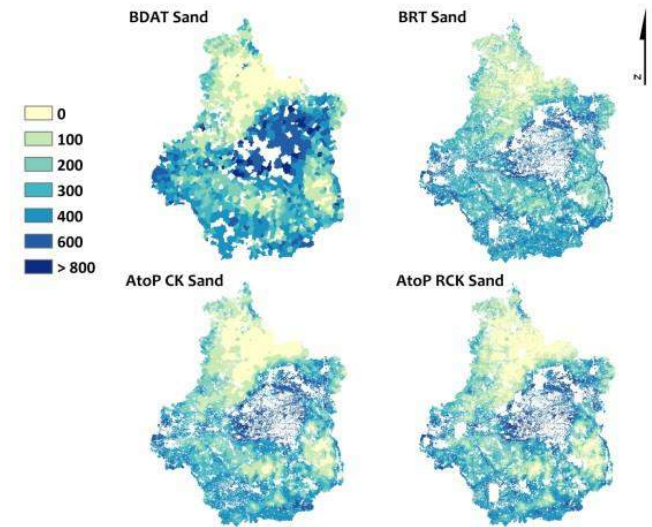 BDAT Sand
BRT Sand
N
0
100
200
300
400
600
> 800
AtoP CK Sand
AtoP RCK Sand